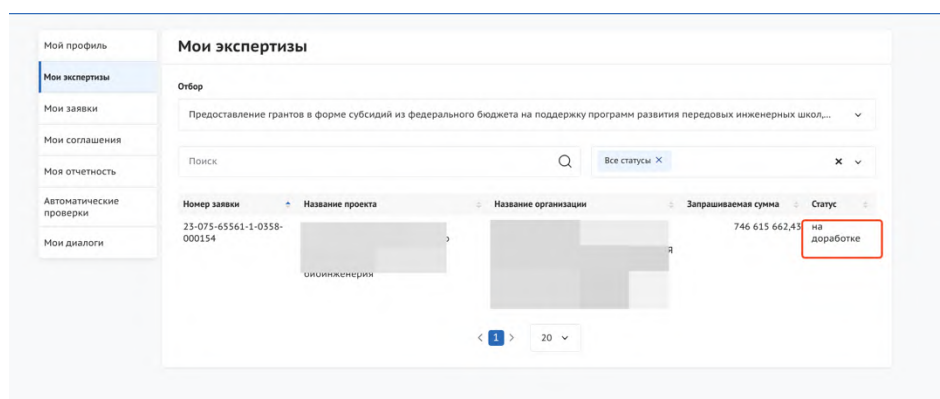 Мой профиль
Мои экспертизы
Мои заявки
Мои соглашения
Моя отчетность
Автоматические
проверки
Мои диалоги
Мои экспертизы
Отбор
Предоставление грантов в форме субсидий из федерального бюджета на поддержку программ развития передовых инженерных школ,...
Поиск
Все статусы ×
Номер заявки Название проекта Название организации Запрашиваемая сумма Статус
23-075-65561-1-0358-
000154
746 615 662,43
на
доработке
биоинженерия
< 1 > 20